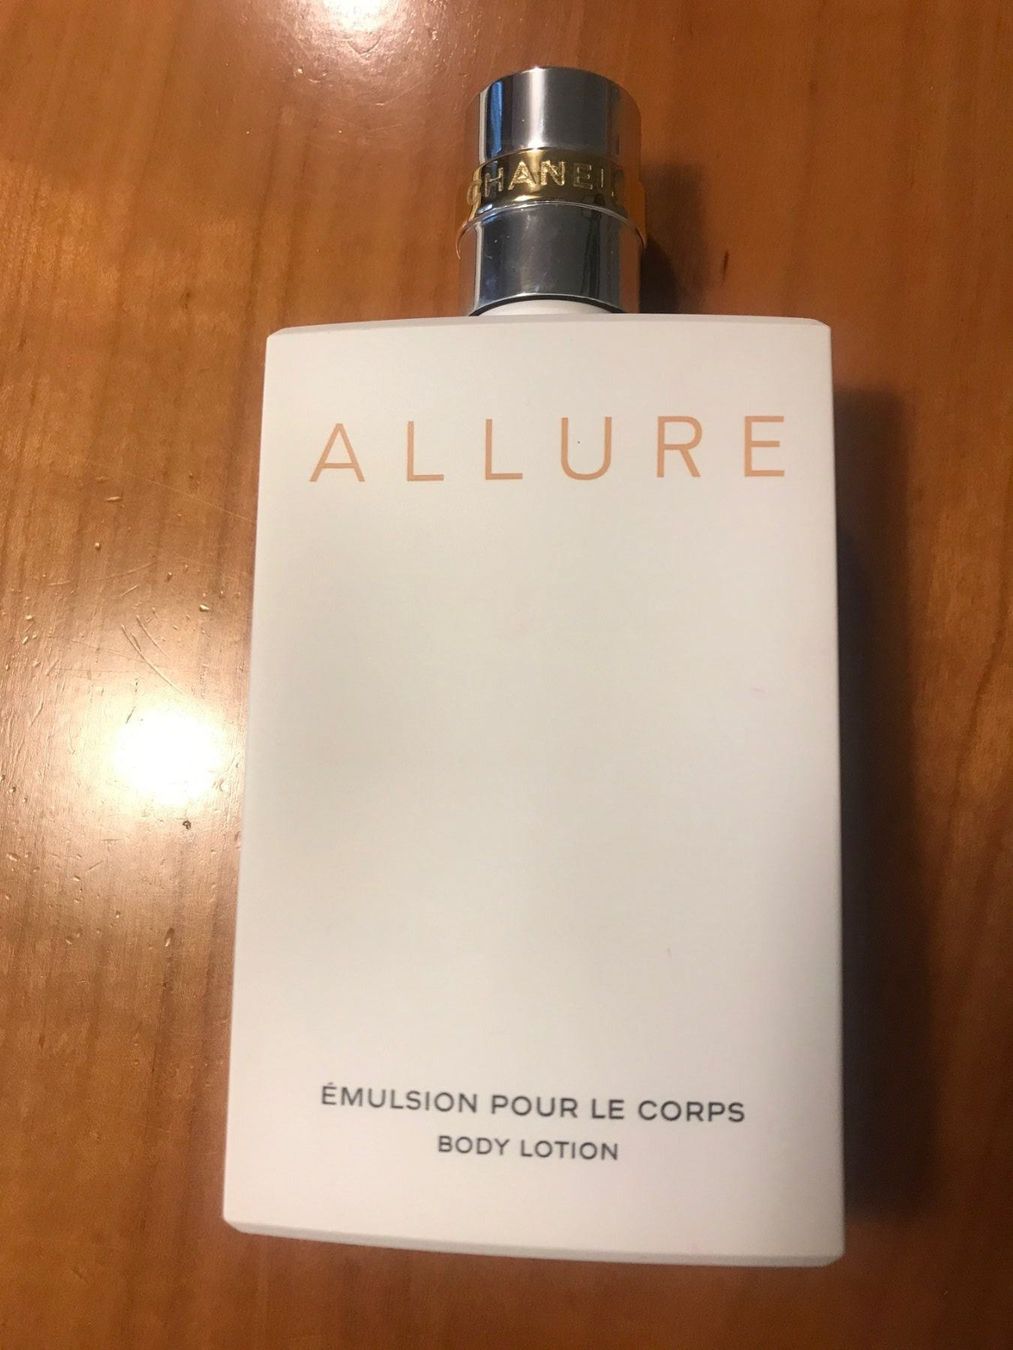 CHANEL
ALLURE
ÉMULSION POUR LE CORPS
BODY LOTION